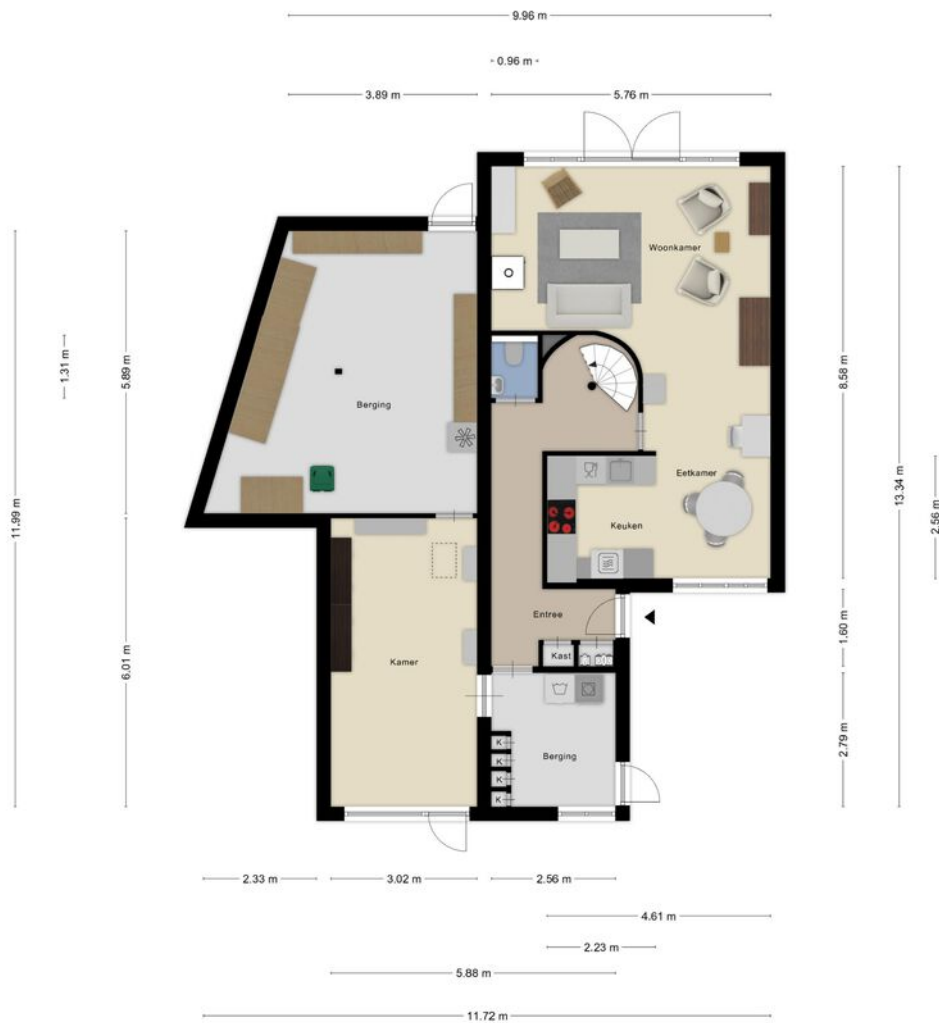 9.96 m
0.96 m
3.89 m
5.76 m
Woonkamer
1.31 m
5.89 m
8.58 m
Berging
11.99 m
13.34 m
2.56 m
Eetkamer
Keuken
Entree
1.60 m
Kast
Kamer
6.01 m
2.79 m
K
K
K
K
Berging
2.33 m
3.02 m
2.56 m
4.61 m
2.23 m
5.88 m
11.72 m